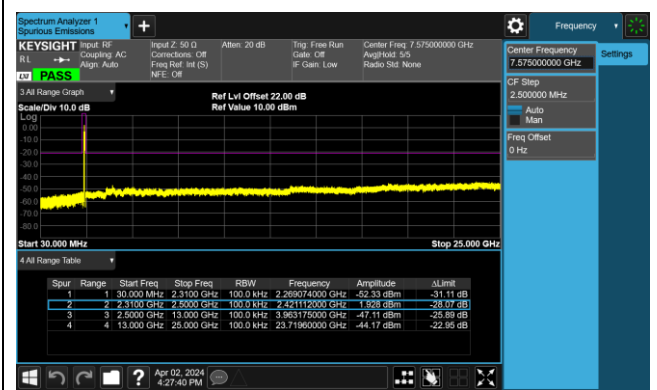 Spectrum Analyzer 1
Spurious Emissions
Frequency
KEYSIGHT
RL
LXI
PASS
Input: RF
Coupling: AC
Align: Auto
Input Z: 50 Ω
Corrections: Off
Freq Ref: Int (S)
NFE: Off
Atten: 20 dB
Trig: Free Run
Gate: Off
IF Gain: Low
Center Freq: 7.575000000 GHz
Avg|Hold: 5/5
Radio Std: None
Center Frequency
7.575000000 GHz
Settings
CF Step
2.500000 MHz
Auto
Man
Freq Offset
0 Hz
3 All Range Graph
Scale/Div 10.0 dB
Ref Lvl Offset 22.00 dB
Ref Value 10.00 dBm
Log
0.00
-10.0
-20.0
-30.0
-40.0
-50.0
-60.0
-70.0
-80.0
Start 30.000 MHz
Stop 25.000 GHz
4 All Range Table
Spur Range Start Freq Stop Freq RBW Frequency Amplitude ΔLimit
1 1 30.000 MHz 2.3100 GHz 100.0 kHz 2.269074000 GHz -52.33 dBm -31.11 dB
2 2 2.3100 GHz 2.5000 GHz 100.0 kHz 2.421112000 GHz 1.928 dBm -28.07 dB
3 3 2.5000 GHz 13.000 GHz 100.0 kHz 3.963175000 GHz -47.11 dBm -25.89 dB
4 4 13.000 GHz 25.000 GHz 100.0 kHz 23.71960000 GHz -44.17 dBm -22.95 dB
?
Apr 02, 2024
4:27:40 PM